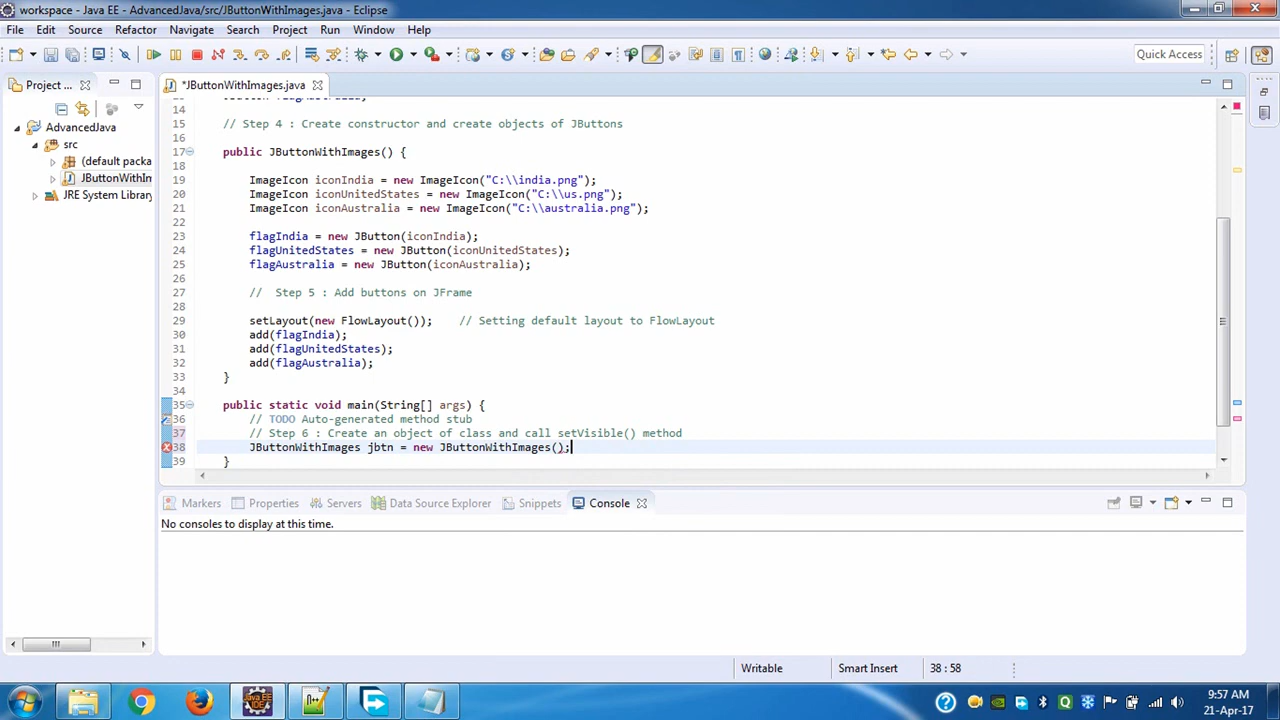 workspace - Java EE - AdvancedJava/src/JButtonWithImages.java - Eclipse
File Edit Source Refactor Navigate Search Project Run Window Help
Quick Access
Project ...
*JButtonWithImages.java
AdvancedJava
src
(default packa
JButtonWithIm
JRE System Library
14
15 // Step 4 : Create constructor and create objects of JButtons
16
17 public JButtonWithImages() {
18
19 ImageIcon iconIndia = new ImageIcon("C:\\india.png");
20 ImageIcon iconUnitedStates = new ImageIcon("C:\\us.png");
21 ImageIcon iconAustralia = new ImageIcon("C:\\australia.png");
22
23 flagIndia = new JButton(iconIndia);
24 flagUnitedStates = new JButton(iconUnitedStates);
25 flagAustralia = new JButton(iconAustralia);
26
27 //  Step 5 : Add buttons on JFrame
28
29 setLayout(new FlowLayout());    // Setting default layout to FlowLayout
30 add(flagIndia);
31 add(flagUnitedStates);
32 add(flagAustralia);
33 }
34
35 public static void main(String[] args) {
36 // TODO Auto-generated method stub
37 // Step 6 : Create an object of class and call setVisible() method
38 JButtonWithImages jbtn = new JButtonWithImages();
39 }
Markers Properties Servers Data Source Explorer Snippets Console
No consoles to display at this time.
Writable Smart Insert 38 : 58
9:57 AM
21-Apr-17